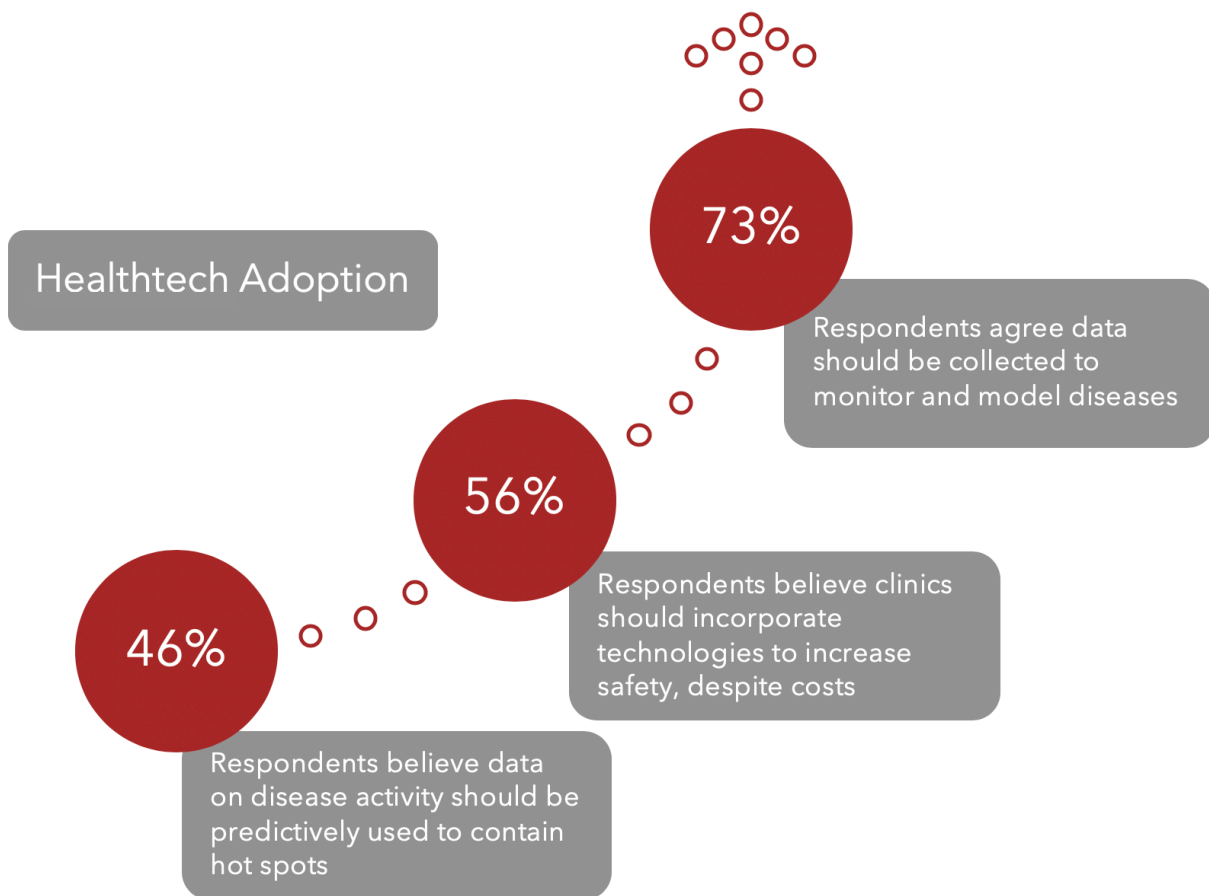 Healthtech Adoption
73%
Respondents agree data
should be collected to
monitor and model diseases
56%
Respondents believe clinics
should incorporate
technologies to increase
safety, despite costs
46%
Respondents believe data
on disease activity should be
predictively used to contain
hot spots